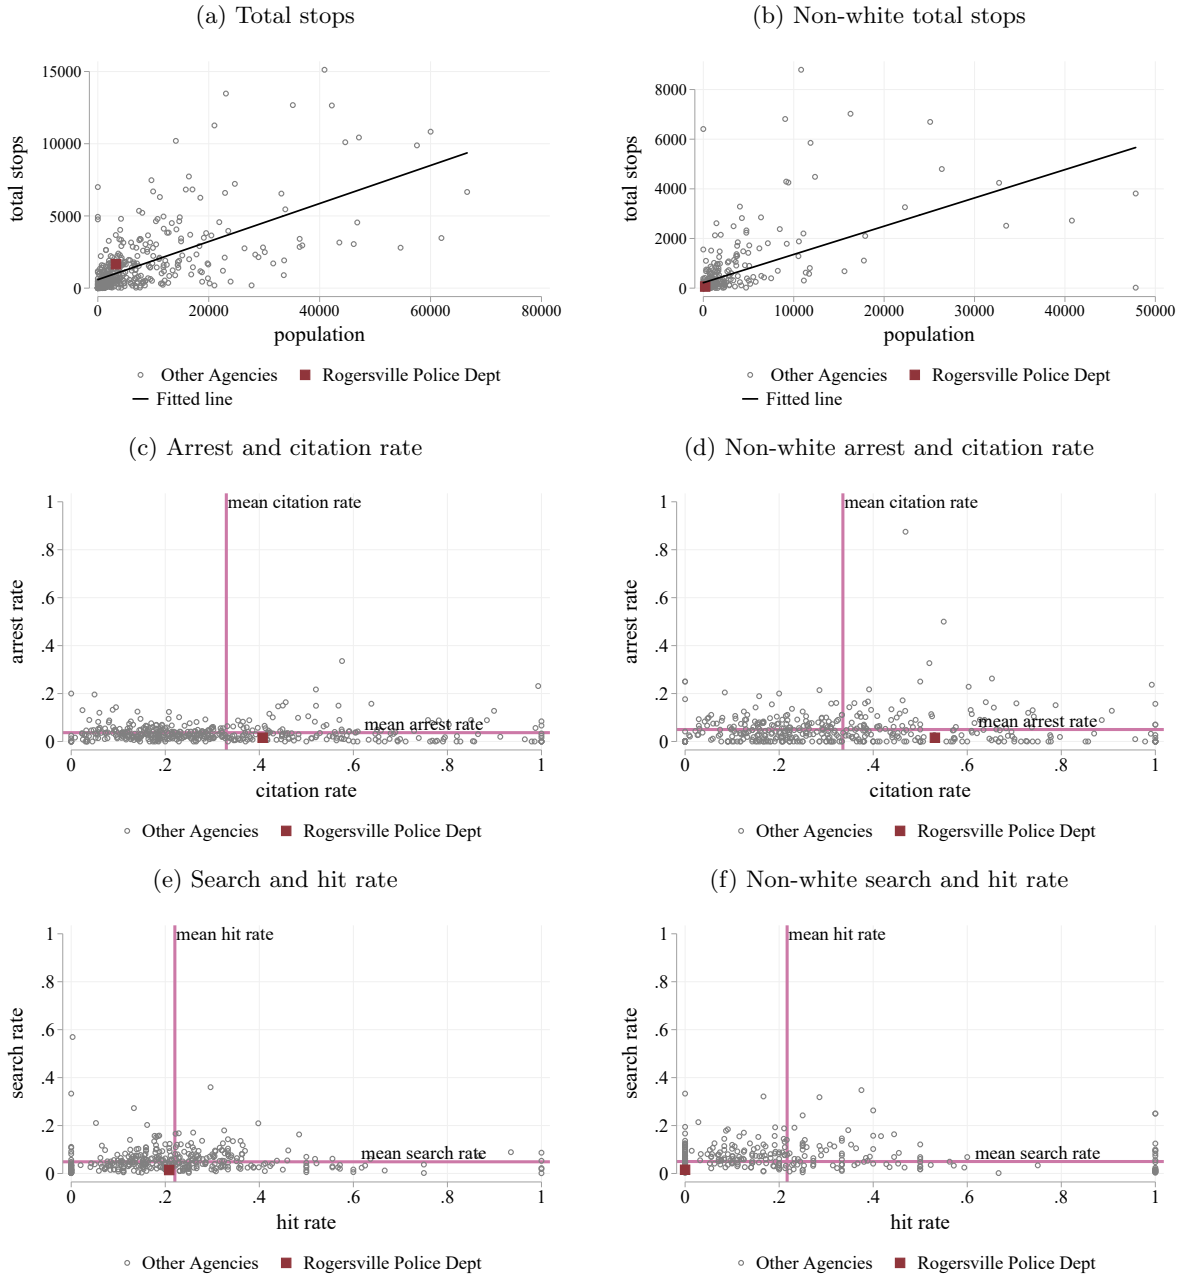 (a) Total stops
15000
10000
5000
0
total stops
0 20000 40000 60000 80000
population
Other Agencies Rogersville Police Dept
Fitted line
(b) Non-white total stops
8000
6000
4000
2000
0
total stops
0 10000 20000 30000 40000 50000
population
Other Agencies Rogersville Police Dept
Fitted line
(c) Arrest and citation rate
mean citation rate
1
.8
.6
.4
.2
0
arrest rate
mean arrest rate
0 .2 .4 .6 .8 1
citation rate
Other Agencies Rogersville Police Dept
(d) Non-white arrest and citation rate
mean citation rate
1
.8
.6
.4
.2
0
arrest rate
mean arrest rate
0 .2 .4 .6 .8 1
citation rate
Other Agencies Rogersville Police Dept
(e) Search and hit rate
mean hit rate
1
.8
.6
.4
.2
0
search rate
mean search rate
0 .2 .4 .6 .8 1
hit rate
Other Agencies Rogersville Police Dept
(f) Non-white search and hit rate
mean hit rate
1
.8
.6
.4
.2
0
search rate
mean search rate
0 .2 .4 .6 .8 1
hit rate
Other Agencies Rogersville Police Dept